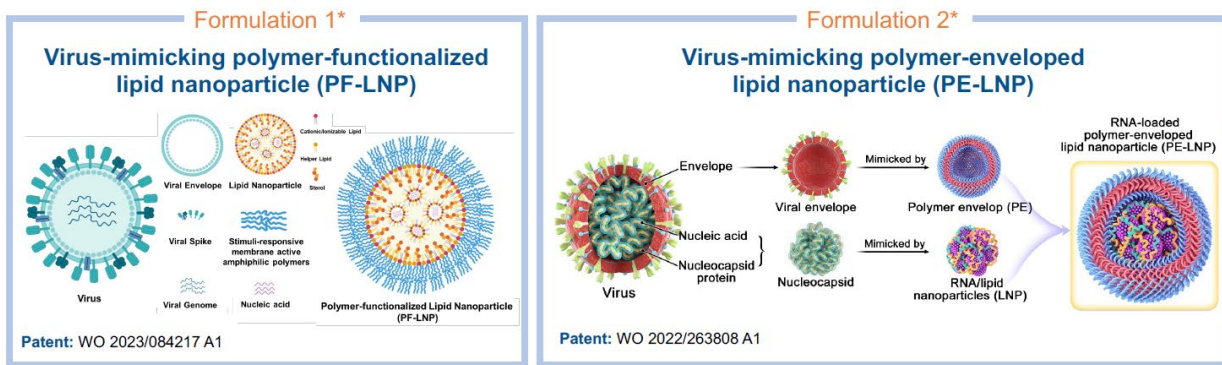 Formulation 1*
Virus-mimicking polymer-functionalized
lipid nanoparticle (PF-LNP)
Viral Envelope
Lipid Nanoparticle
Cationic/Ionizable Lipid
Helper Lipid
Sterol
Viral Spike
Stimuli-responsive
membrane active
amphiphilic polymers
Virus
Viral Genome
Nucleic acid
Polymer-functionalized Lipid Nanoparticle
(PF-LNP)
Patent: WO 2023/084217 A1
Formulation 2*
Virus-mimicking polymer-enveloped
lipid nanoparticle (PE-LNP)
RNA-loaded
polymer-enveloped
lipid nanoparticle (PE-LNP)
Envelope
Mimicked by
Viral envelope
Polymer envelop (PE)
Nucleic acid
Nucleocapsid
protein
Mimicked by
Virus
Nucleocapsid
RNA/lipid
nanoparticles (LNP)
Patent: WO 2022/263808 A1